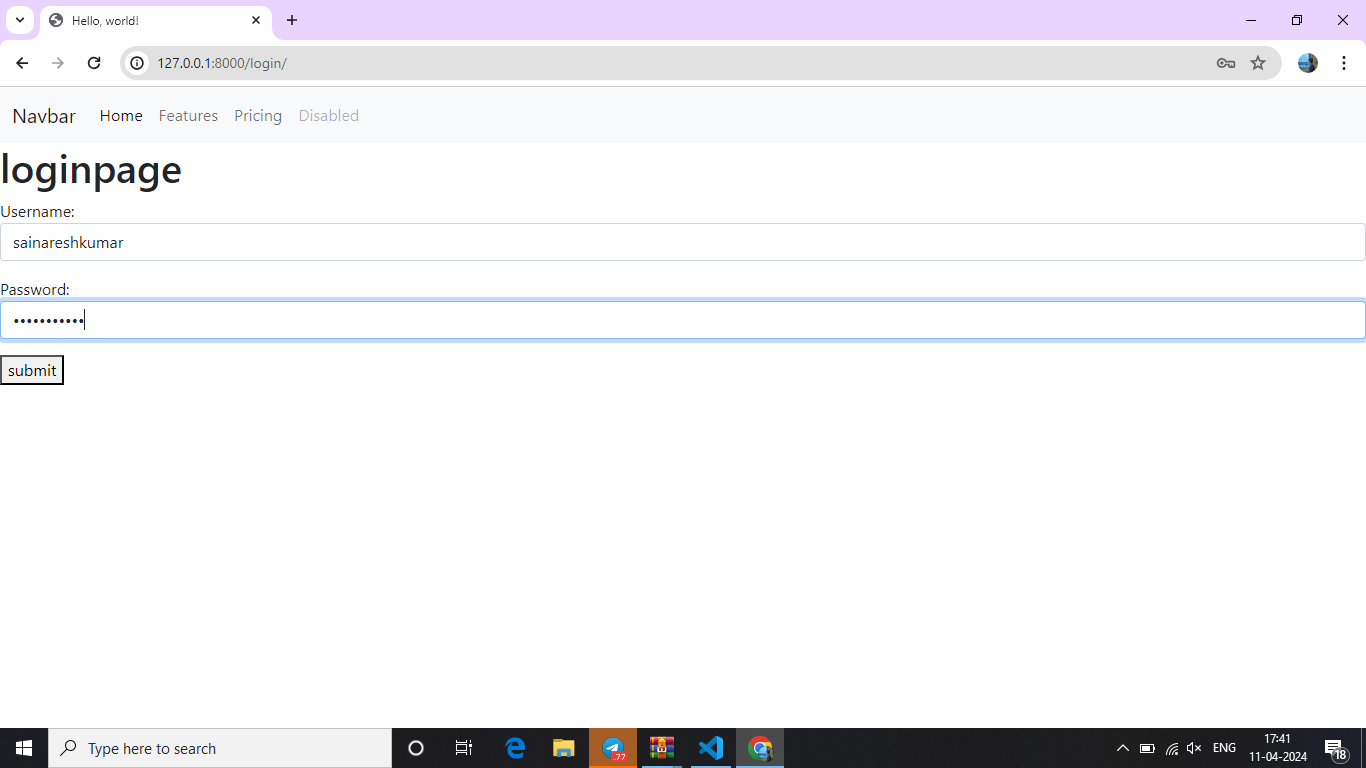 Hello, world!
127.0.0.1:8000/login/
Navbar Home Features Pricing Disabled
loginpage
Username:
sainareshkumar
Password:
•••••••••••
submit
Type here to search
..77
ENG
17:41
11-04-2024
18